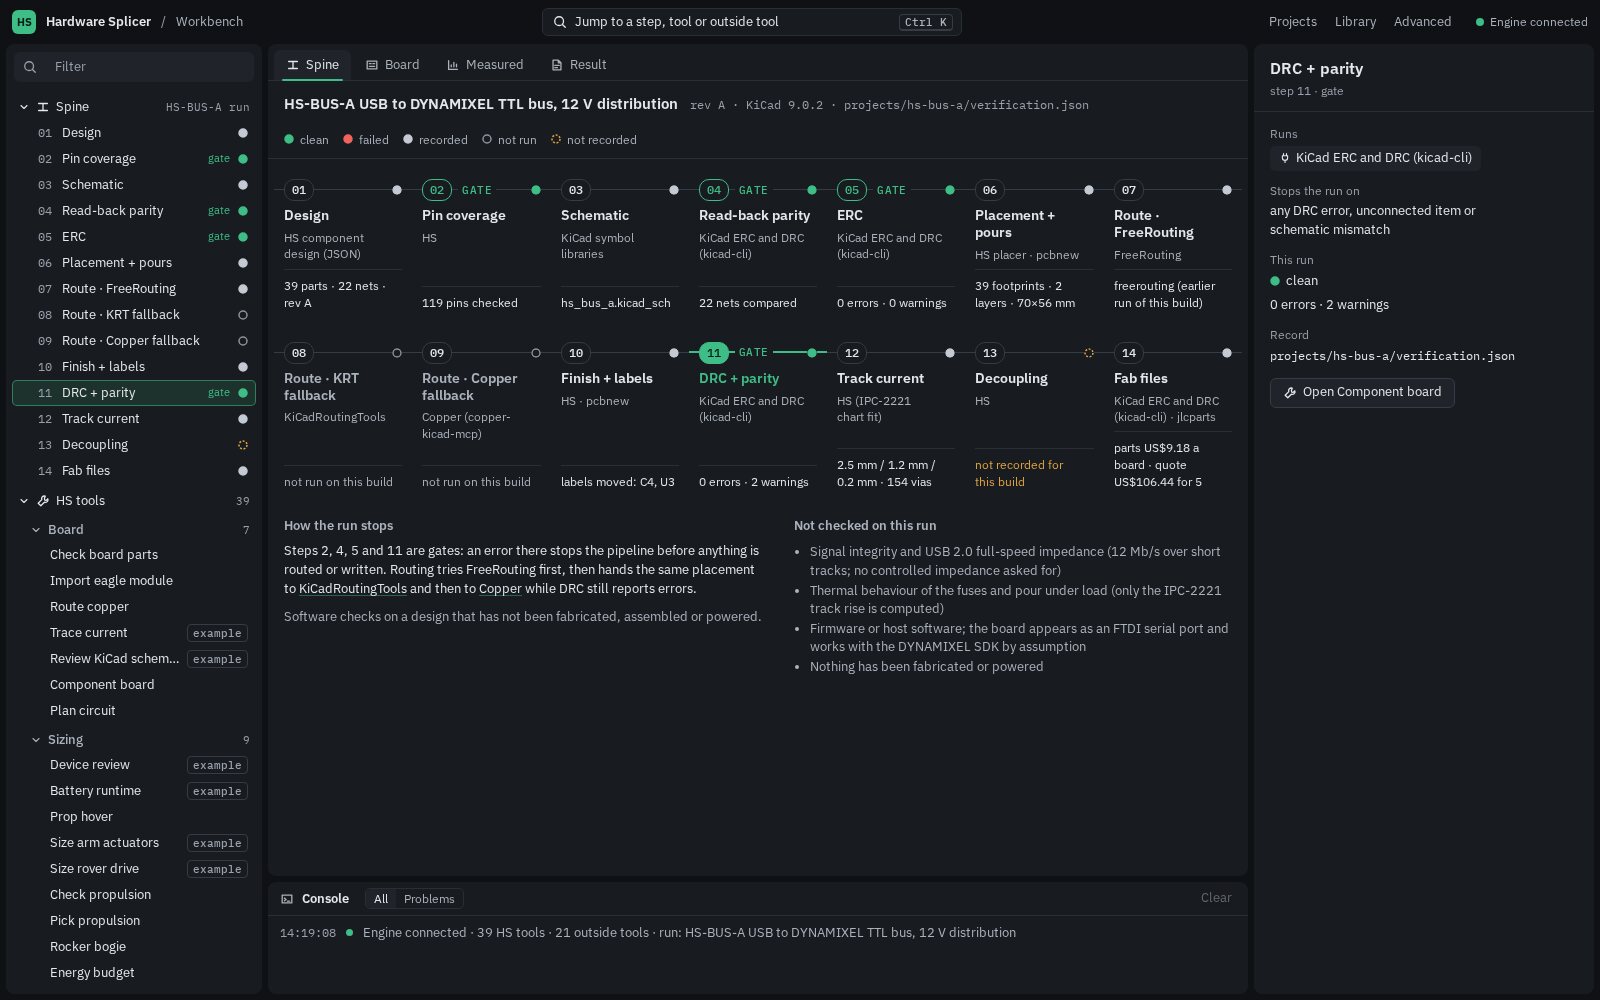 HS Hardware Splicer / Workbench
Jump to a step, tool or outside tool Ctrl K
Projects Library Advanced Engine connected
Filter
Spine HS-BUS-A run
01 Design
02 Pin coverage gate
03 Schematic
04 Read-back parity gate
05 ERC gate
06 Placement + pours
07 Route · FreeRouting
08 Route · KRT fallback
09 Route · Copper fallback
10 Finish + labels
11 DRC + parity gate
12 Track current
13 Decoupling
14 Fab files
HS tools 39
Board 7
Check board parts
Import eagle module
Route copper
Trace current example
Review KiCad schem... example
Component board
Plan circuit
Sizing 9
Device review example
Battery runtime example
Prop hover
Size arm actuators example
Size rover drive example
Check propulsion
Pick propulsion
Rocker bogie
Energy budget
Spine Board Measured Result
HS-BUS-A USB to DYNAMIXEL TTL bus, 12 V distribution rev A · KiCad 9.0.2 · projects/hs-bus-a/verification.json
clean failed recorded not run not recorded
01
Design
HS component
design (JSON)
39 parts · 22 nets ·
rev A
02 GATE
Pin coverage
HS
119 pins checked
03
Schematic
KiCad symbol
libraries
hs_bus_a.kicad_sch
04 GATE
Read-back parity
KiCad ERC and DRC
(kicad-cli)
22 nets compared
05 GATE
ERC
KiCad ERC and DRC
(kicad-cli)
0 errors · 0 warnings
06
Placement +
pours
HS placer · pcbnew
39 footprints · 2
layers · 70×56 mm
07
Route ·
FreeRouting
FreeRouting
freerouting (earlier
run of this build)
08
Route · KRT
fallback
KiCadRoutingTools
not run on this build
09
Route · Copper
fallback
Copper (copper-
kicad-mcp)
not run on this build
10
Finish + labels
HS · pcbnew
labels moved: C4, U3
11 GATE
DRC + parity
KiCad ERC and DRC
(kicad-cli)
0 errors · 2 warnings
12
Track current
HS (IPC-2221
chart fit)
2.5 mm / 1.2 mm /
0.2 mm · 154 vias
13
Decoupling
HS
not recorded for
this build
14
Fab files
KiCad ERC and DRC
(kicad-cli) · jlcparts
parts US$9.18 a
board · quote
US$106.44 for 5
How the run stops
Steps 2, 4, 5 and 11 are gates: an error there stops the pipeline before anything is
routed or written. Routing tries FreeRouting first, then hands the same placement
to KiCadRoutingTools and then to Copper while DRC still reports errors.
Software checks on a design that has not been fabricated, assembled or powered.
Not checked on this run
• Signal integrity and USB 2.0 full-speed impedance (12 Mb/s over short
tracks; no controlled impedance asked for)
• Thermal behaviour of the fuses and pour under load (only the IPC-2221
track rise is computed)
• Firmware or host software; the board appears as an FTDI serial port and
works with the DYNAMIXEL SDK by assumption
• Nothing has been fabricated or powered
Console All Problems Clear
14:19:08 Engine connected · 39 HS tools · 21 outside tools · run: HS-BUS-A USB to DYNAMIXEL TTL bus, 12 V distribution
DRC + parity
step 11 · gate
Runs
KiCad ERC and DRC (kicad-cli)
Stops the run on
any DRC error, unconnected item or
schematic mismatch
This run
clean
0 errors · 2 warnings
Record
projects/hs-bus-a/verification.json
Open Component board